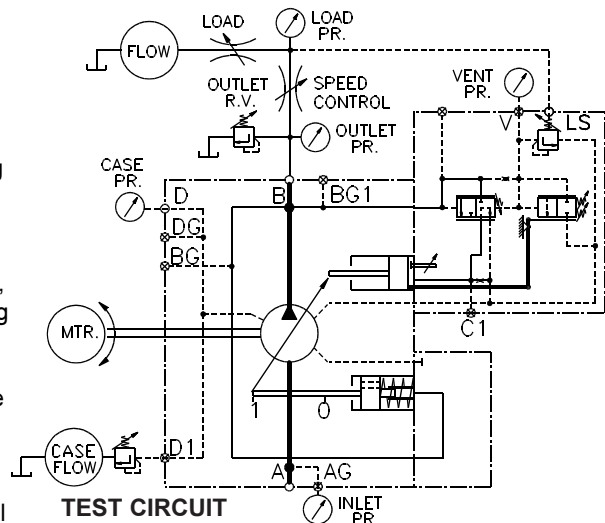 LOAD
LOAD
PR.
FLOW
OUTLET
R.V.
SPEED
CONTROL
VENT
PR.
V
LS
OUTLET
PR.
CASE
PR.
D
B
BG1
g
DG
BG
,
g
MTR.
C1
1
0
e
CASE
FLOW
D1
A
AG
l
TEST CIRCUIT
INLET
PR.